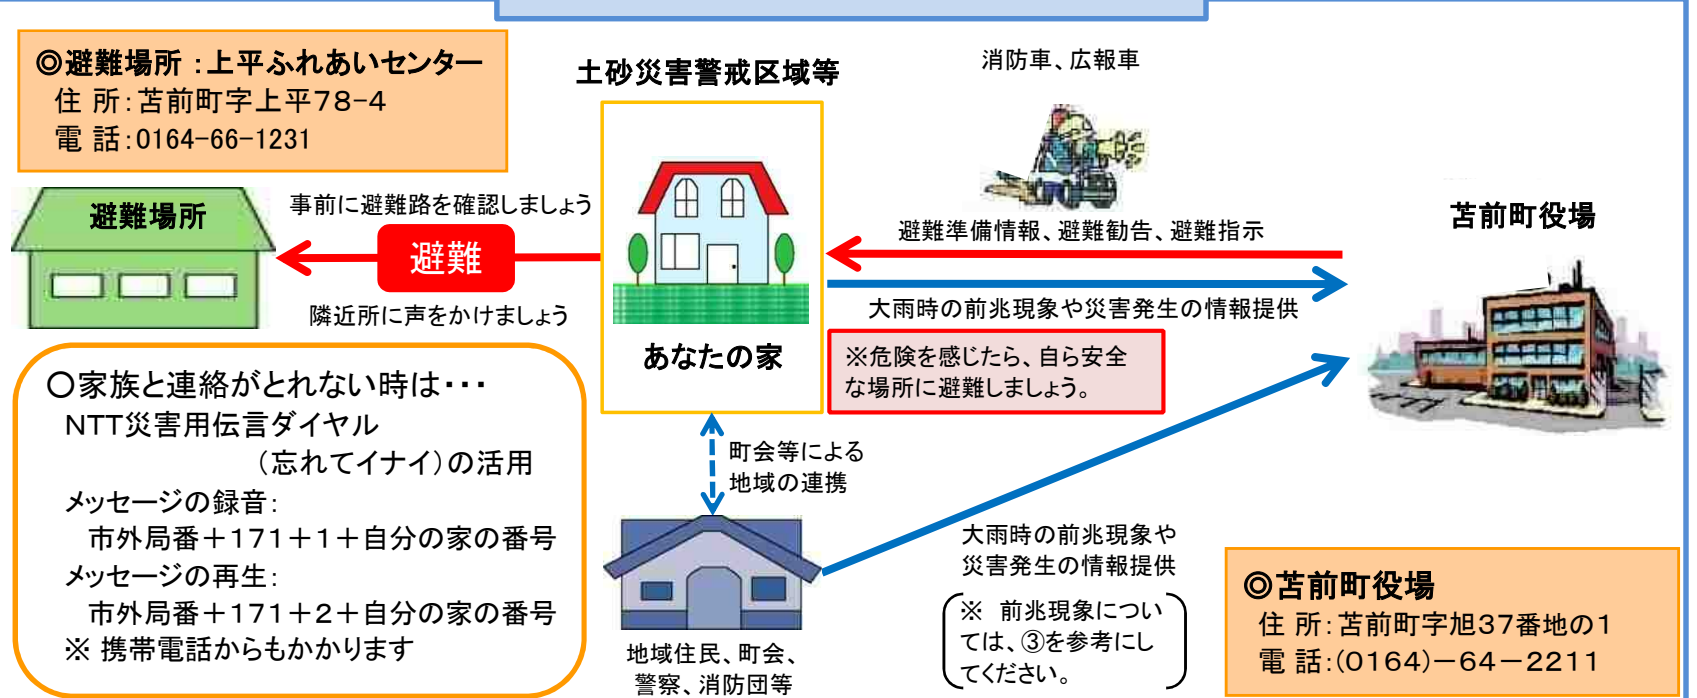 ◎避難場所：上平ふれあいセンター
住 所：苫前町字上平78-4
電 話：0164-66-1231
土砂災害警戒区域等
消防車、広報車
避難場所
事前に避難路を確認しましょう
避難
隣近所に声をかけましょう
あなたの家
避難準備情報、避難勧告、避難指示
大雨時の前兆現象や災害発生の情報提供
※危険を感じたら、自ら安全
な場所に避難しましょう。
苫前町役場
○家族と連絡がとれない時は・・・
NTT災害用伝言ダイヤル
（忘れてイナイ）の活用
メッセージの録音：
市外局番＋１７１＋１＋自分の家の番号
メッセージの再生：
市外局番＋１７１＋２＋自分の家の番号
※ 携帯電話からもかかります
町会等による
地域の連携
地域住民、町会、
警察、消防団等
大雨時の前兆現象や
災害発生の情報提供
※ 前兆現象につい
ては、③を参考にし
てください。
◎苫前町役場
住 所：苫前町字旭37番地の1
電 話：(0164)－64－2211